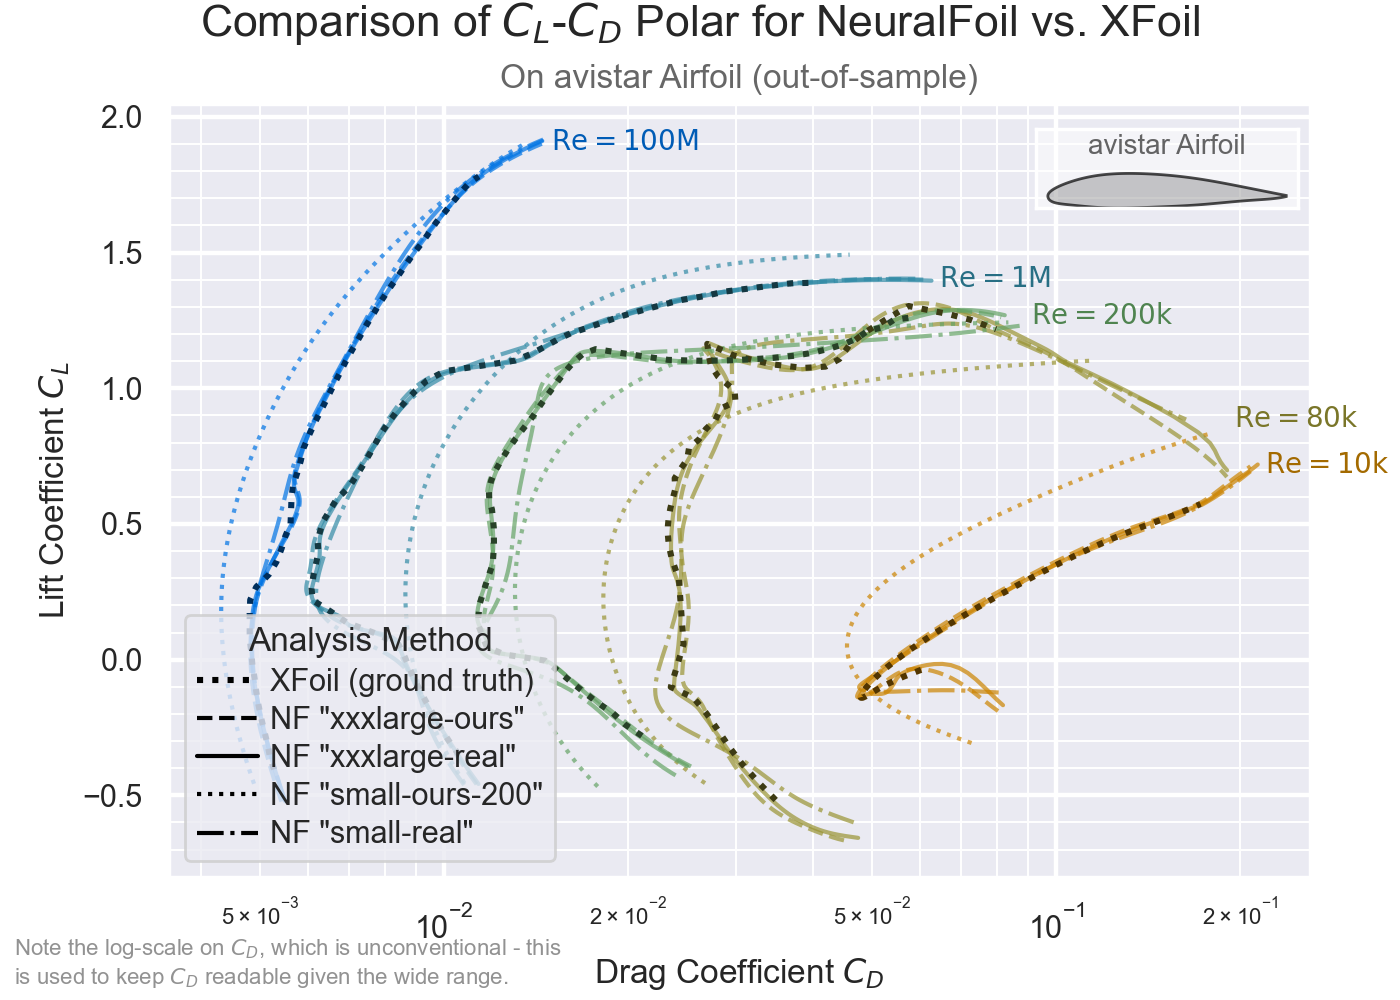 Comparison of C_L-C_D Polar for NeuralFoil vs. XFoil
On avistar Airfoil (out-of-sample)
2.0
1.5
1.0
0.5
0.0
−0.5
Lift Coefficient C_L
Re = 100M
avistar Airfoil
Re = 1M
Re = 200k
Re = 80k
Re = 10k
Analysis Method
XFoil (ground truth)
NF "xxxlarge-ours"
NF "xxxlarge-real"
NF "small-ours-200"
NF "small-real"
5 × 10⁻³
10⁻²
2 × 10⁻²
5 × 10⁻²
10⁻¹
2 × 10⁻¹
Drag Coefficient C_D
Note the log-scale on C_D, which is unconventional - this
is used to keep C_D readable given the wide range.